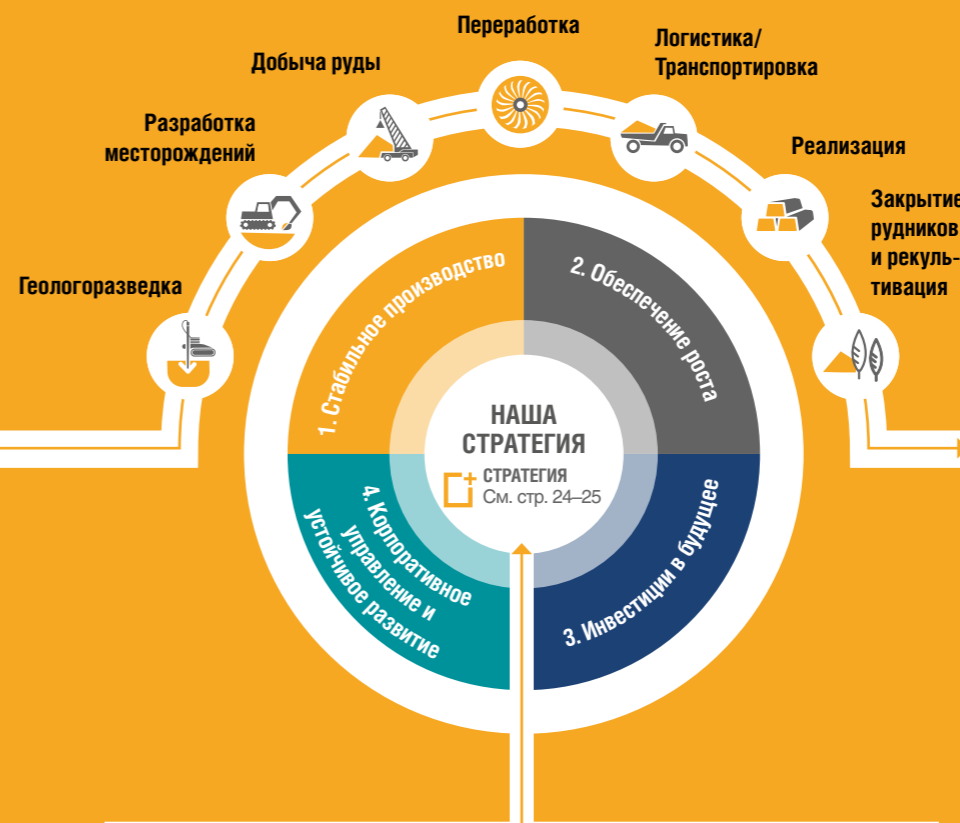 Переработка
Логистика/
Транспортировка
Добыча руды
Разработка
месторождений
Реализация
Закрытие
рудников
и рекуль-
тивация
Геологоразведка
1. Стабильное производство
2. Обеспечение роста
НАША
СТРАТЕГИЯ
СТРАТЕГИЯ
См. стр. 24–25
4. Корпоративное
управление и
устойчивое развитие
3. Инвестиции в будущее